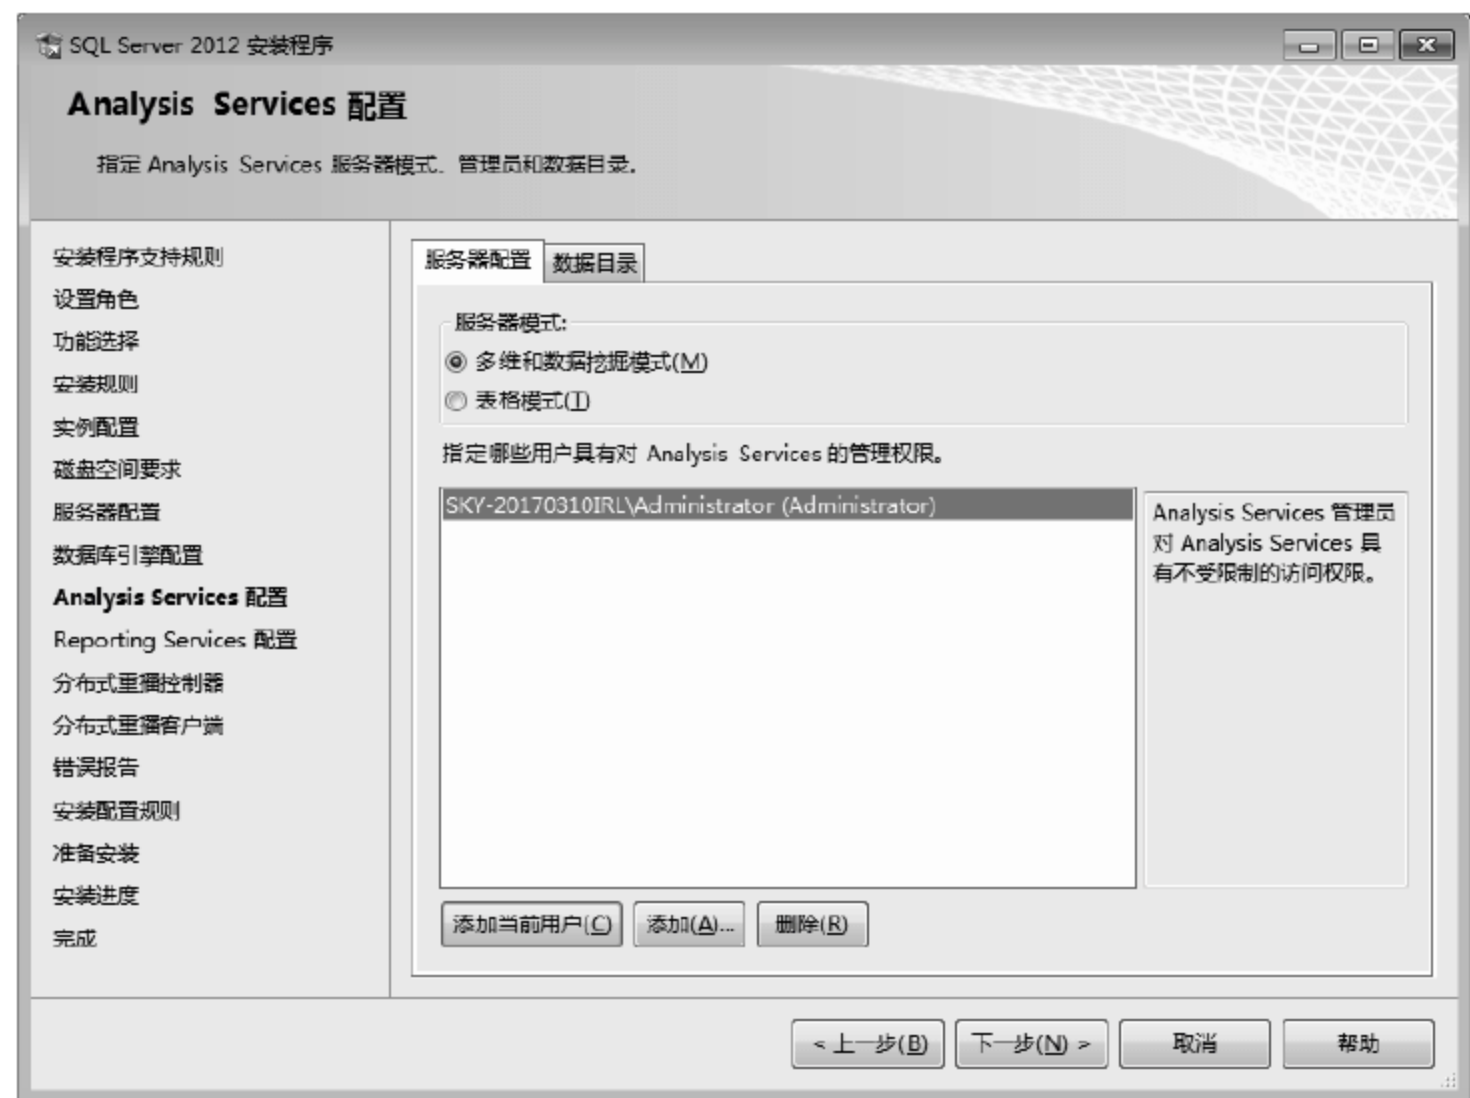 SQL Server 2012 安装程序
Analysis Services 配置
指定 Analysis Services 服务器模式、管理员和数据目录。
安装程序支持规则
设置角色
功能选择
安装规则
实例配置
磁盘空间要求
服务器配置
数据库引擎配置
Analysis Services 配置
Reporting Services 配置
分布式重播控制器
分布式重播客户端
错误报告
安装配置规则
准备安装
安装进度
完成
服务器配置 数据目录
服务器模式:
多维和数据挖掘模式(M)
表格模式(T)
指定哪些用户具有对 Analysis Services 的管理权限。
SKY-20170310IRL\Administrator (Administrator)
Analysis Services 管理员
对 Analysis Services 具
有不受限制的访问权限。
添加当前用户(C) 添加(A)... 删除(R)
< 上一步(B) 下一步(N) > 取消 帮助